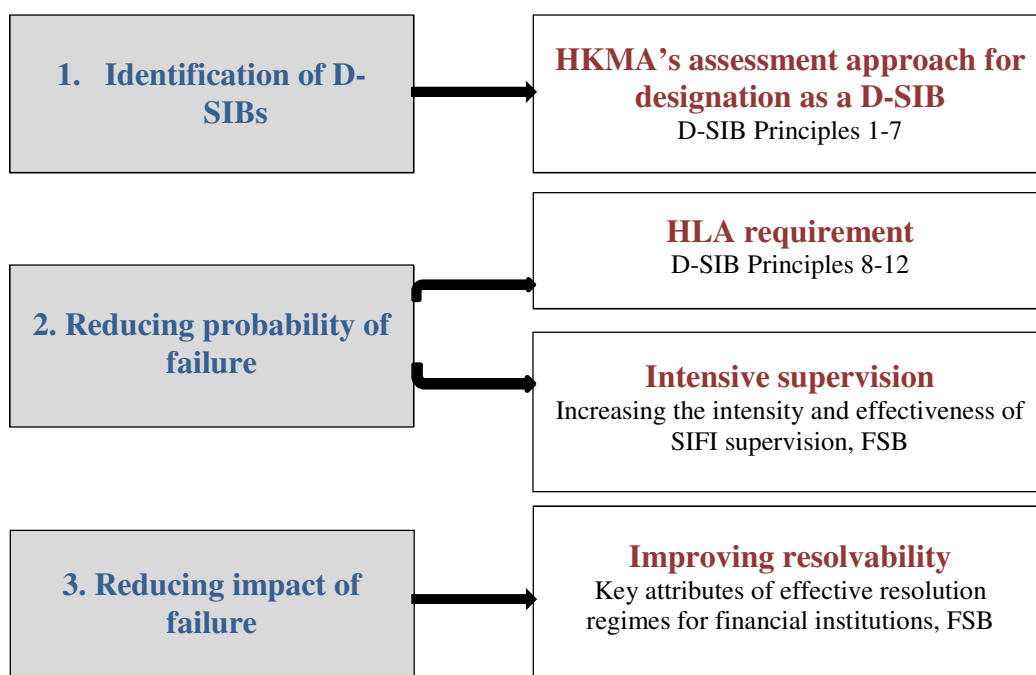 1. Identification of D-
SIBs
HKMA’s assessment approach for
designation as a D-SIB
D-SIB Principles 1-7
2. Reducing probability of
failure
HLA requirement
D-SIB Principles 8-12
Intensive supervision
Increasing the intensity and effectiveness of
SIFI supervision, FSB
3. Reducing impact of
failure
Improving resolvability
Key attributes of effective resolution
regimes for financial institutions, FSB